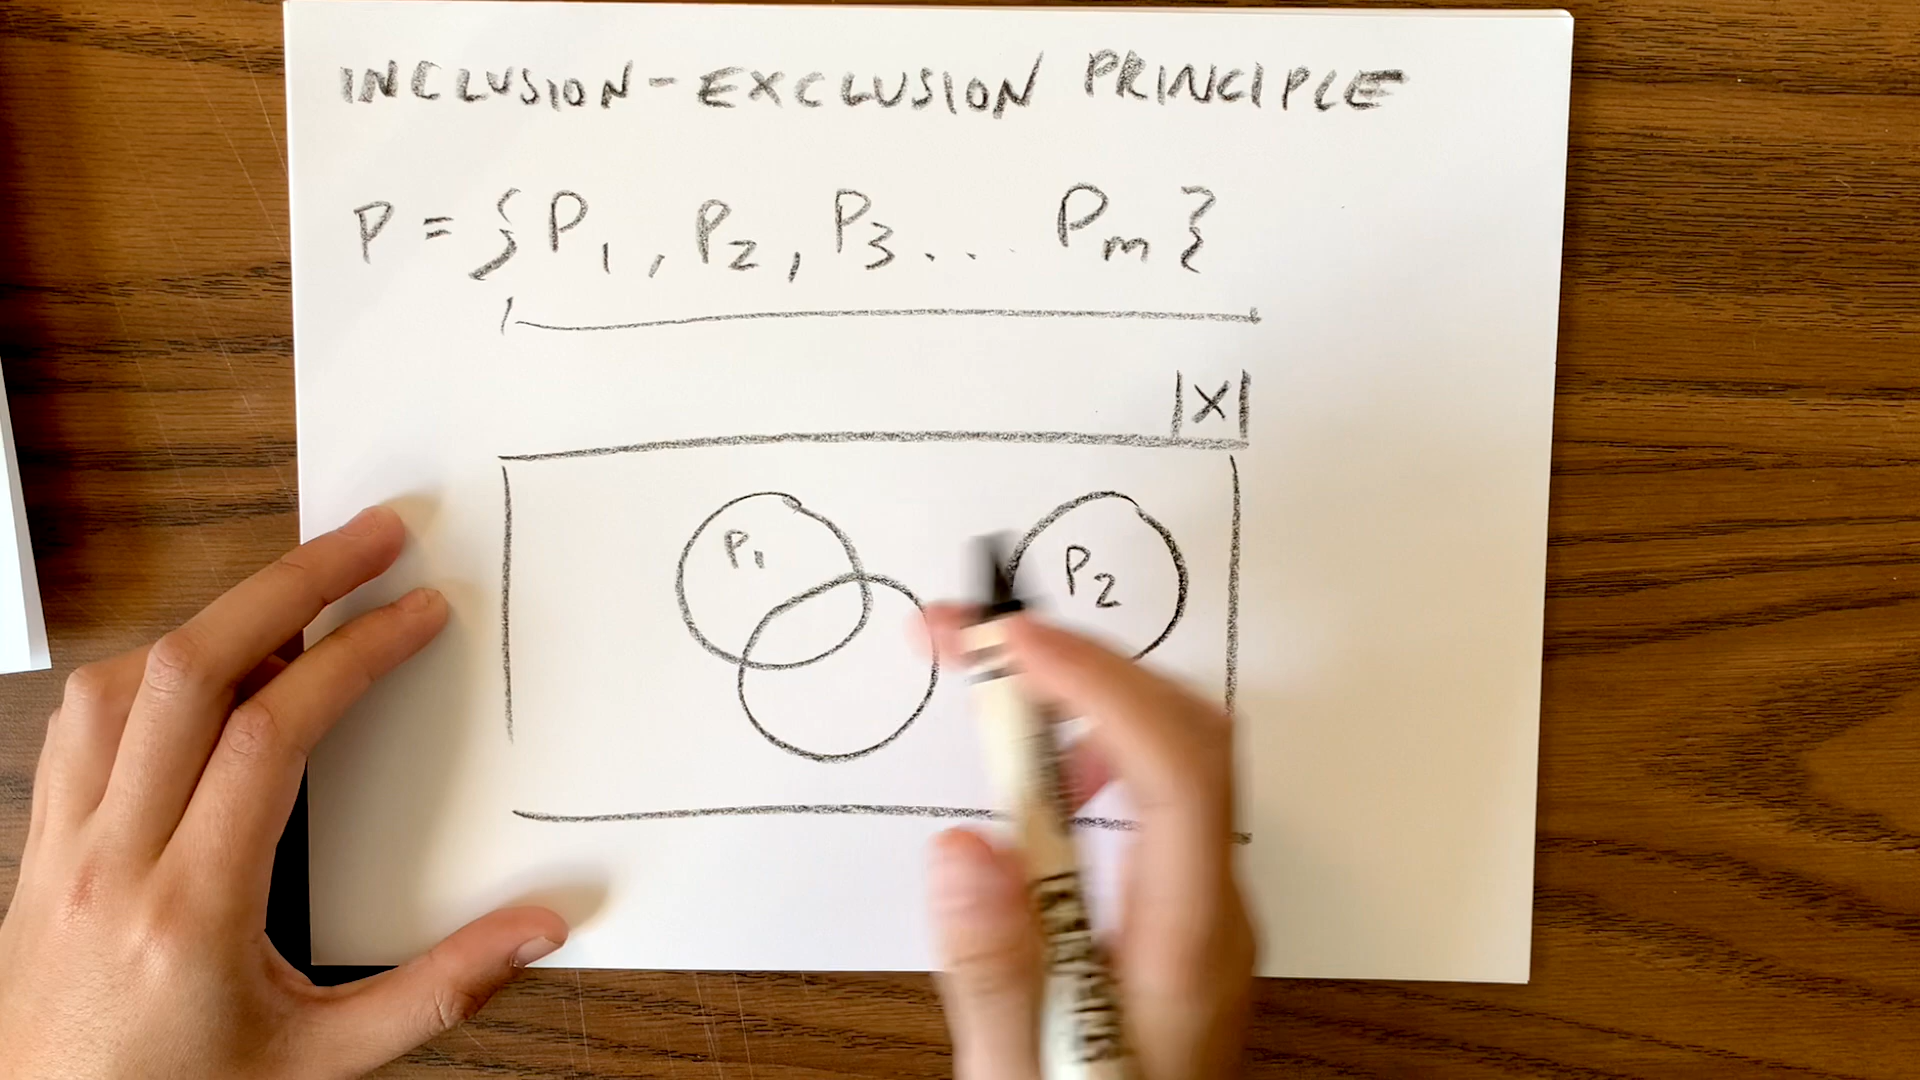 INCLUSION-EXCLUSION PRINCIPLE
P = {P₁, P₂, P₃... Pₘ}
|X|
P₁
P₂